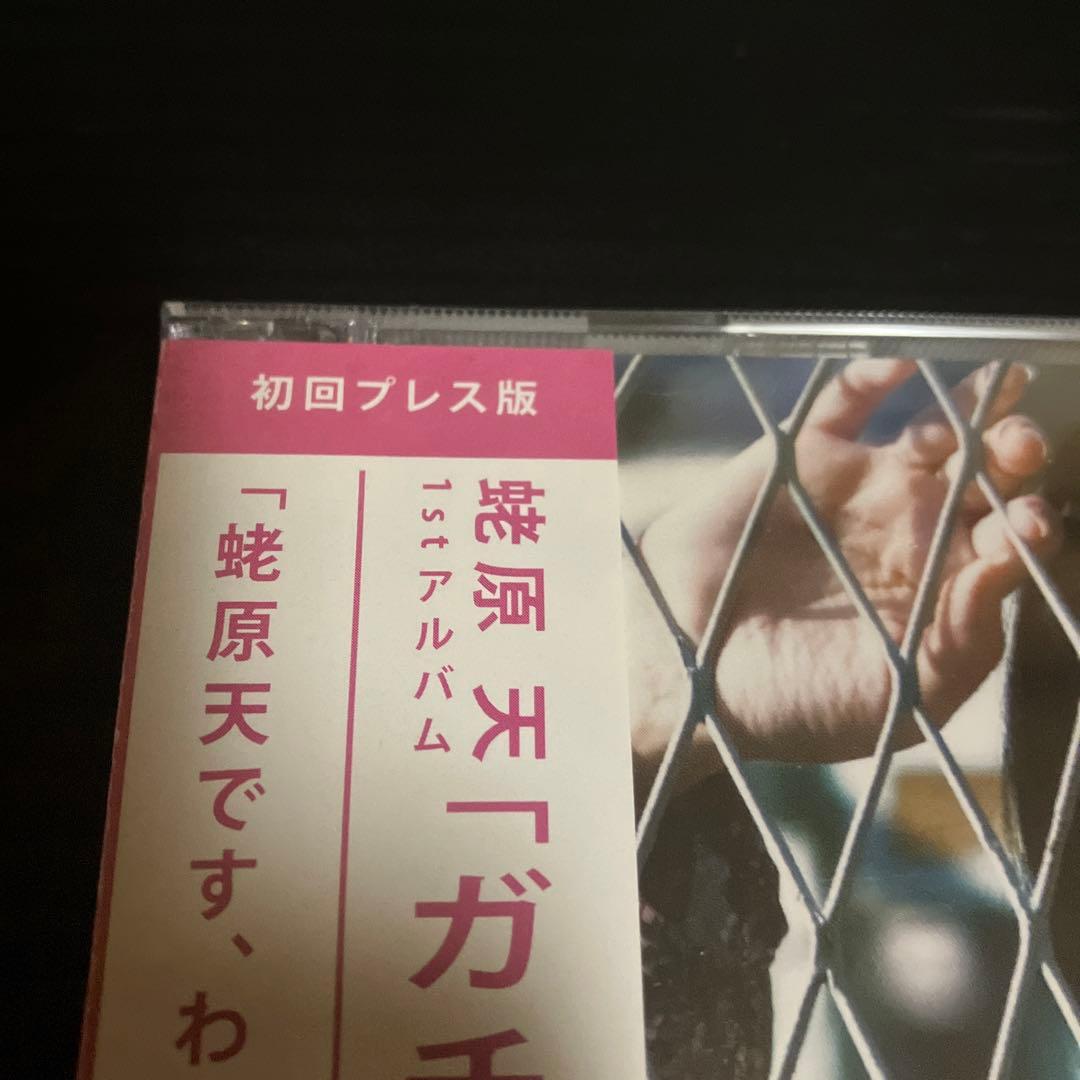 初回プレス版
蛯原 天「ガチ
1stアルバム
「蛯原天です、わ